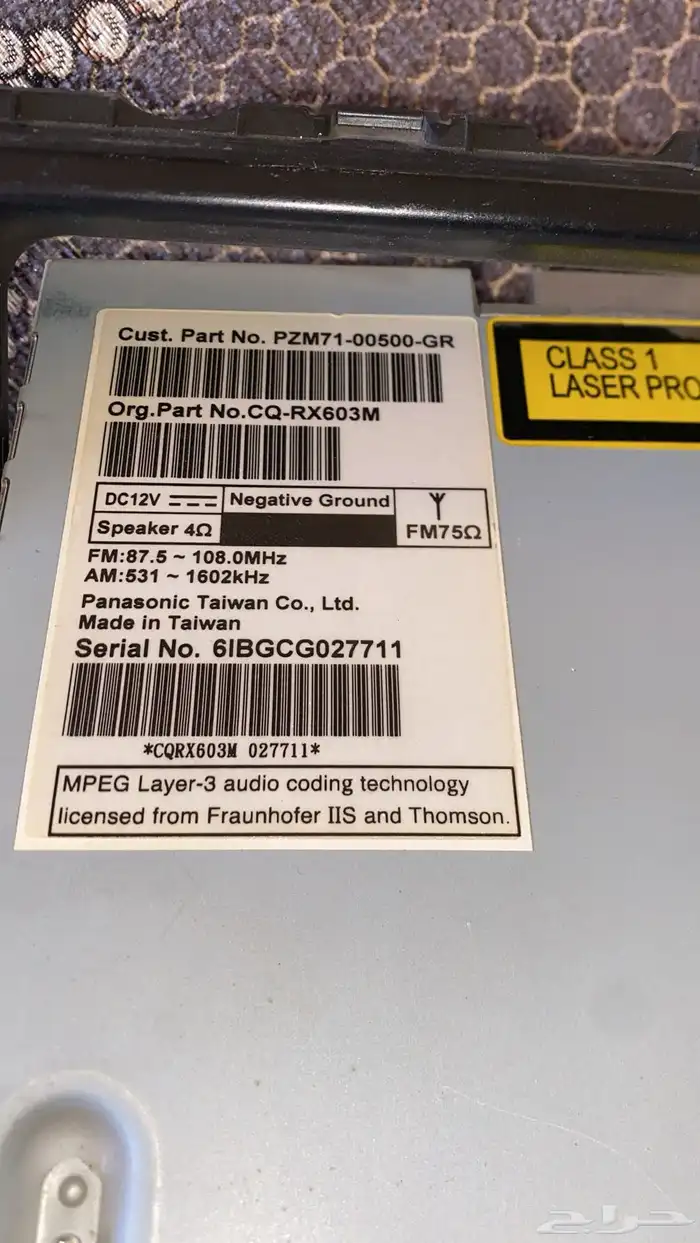 Cust. Part No. PZM71-00500-GR
Org.Part No.CQ-RX603M
DC12V
Negative Ground
Speaker 4Ω
FM75Ω
FM:87.5 ~ 108.0MHz
AM:531 ~ 1602kHz
Panasonic Taiwan Co., Ltd.
Made in Taiwan
Serial No. 6IBGCG027711
*CQRX603M 027711*
MPEG Layer-3 audio coding technology
licensed from Fraunhofer IIS and Thomson.
CLASS 1
LASER PRO
حراج